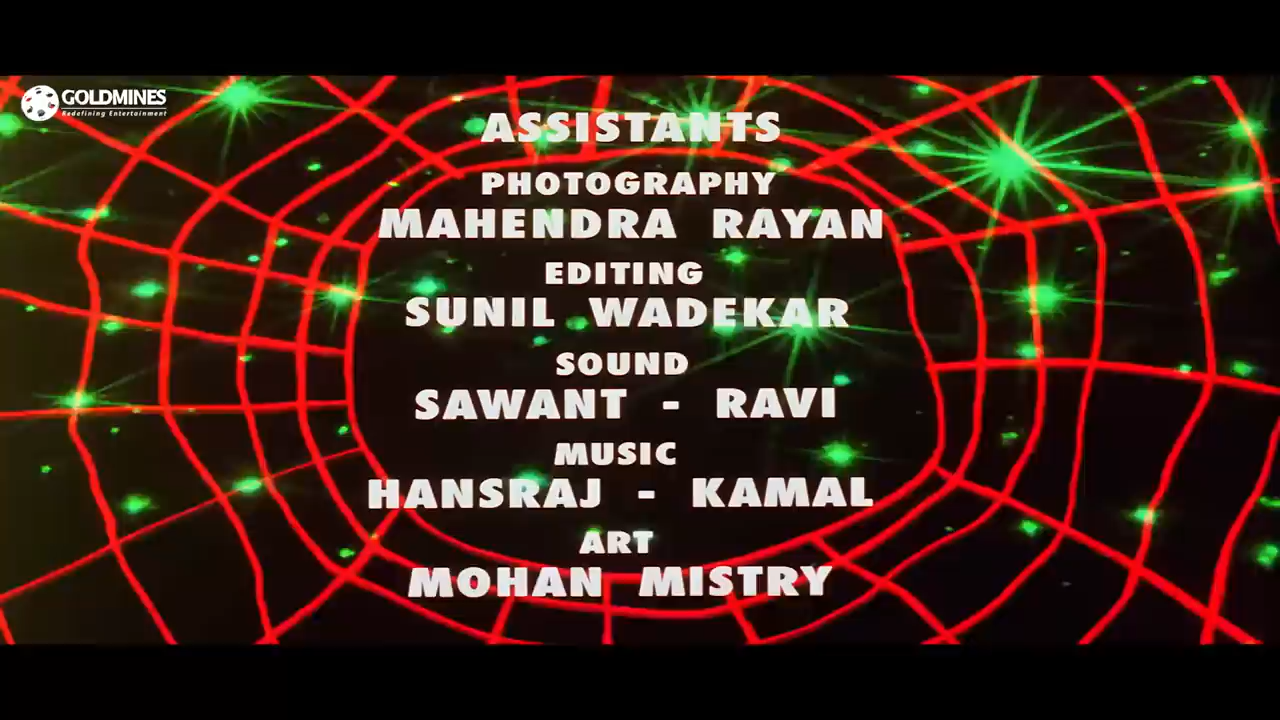 GOLDMINES
Redefining Entertainment
ASSISTANTS
PHOTOGRAPHY
MAHENDRA RAYAN
EDITING
SUNIL WADEKAR
SOUND
SAWANT - RAVI
MUSIC
HANSRAJ - KAMAL
ART
MOHAN MISTRY